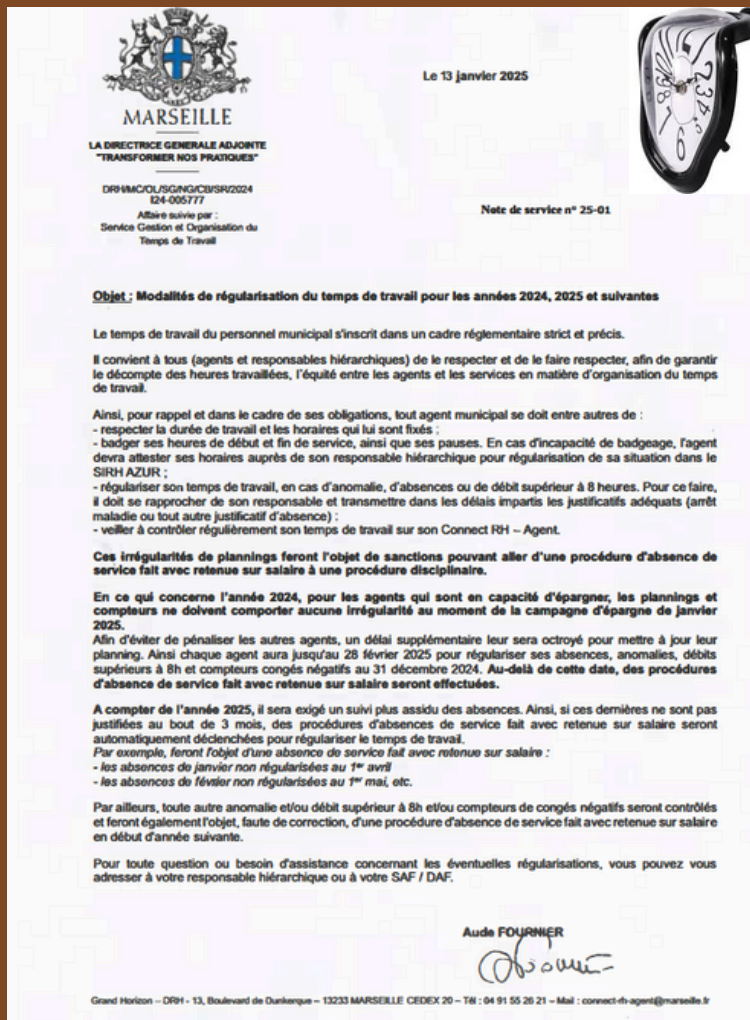 MARSEILLE
LA DIRECTRICE GENERALE ADJOINTE
"TRANSFORMER NOS PRATIQUES"
DRH/MC/OL/SG/NG/CB/SR/2024
I24-005777
Affaire suivie par :
Service Gestion et Organisation du
Temps de Travail
Le 13 janvier 2025
Note de service n° 25-01
Objet : Modalités de régularisation du temps de travail pour les années 2024, 2025 et suivantes
Le temps de travail du personnel municipal s'inscrit dans un cadre réglementaire strict et précis.
Il convient à tous (agents et responsables hiérarchiques) de le respecter et de le faire respecter, afin de garantir
le décompte des heures travaillées, l'équité entre les agents et les services en matière d'organisation du temps
de travail.
Ainsi, pour rappel et dans le cadre de ses obligations, tout agent municipal se doit entre autres de :
- respecter la durée de travail et les horaires qui lui sont fixés ;
- badger ses heures de début et fin de service, ainsi que ses pauses. En cas d'incapacité de badgeage, l'agent
devra attester ses horaires auprès de son responsable hiérarchique pour régularisation de sa situation dans le
SIRH AZUR ;
- régulariser son temps de travail, en cas d'anomalie, d'absences ou de débit supérieur à 8 heures. Pour ce faire,
il doit se rapprocher de son responsable et transmettre dans les délais impartis les justificatifs adéquats (arrêt
maladie ou tout autre justificatif d'absence) ;
- veiller à contrôler régulièrement son temps de travail sur son Connect RH – Agent.
Ces irrégularités de plannings feront l'objet de sanctions pouvant aller d'une procédure d'absence de
service fait avec retenue sur salaire à une procédure disciplinaire.
En ce qui concerne l'année 2024, pour les agents qui sont en capacité d'épargner, les plannings et
compteurs ne doivent comporter aucune irrégularité au moment de la campagne d'épargne de janvier
2025.
Afin d'éviter de pénaliser les autres agents, un délai supplémentaire leur sera octroyé pour mettre à jour leur
planning. Ainsi chaque agent aura jusqu'au 28 février 2025 pour régulariser ses absences, anomalies, débits
supérieurs à 8h et compteurs congés négatifs au 31 décembre 2024. Au-delà de cette date, des procédures
d'absence de service fait avec retenue sur salaire seront effectuées.
A compter de l'année 2025, il sera exigé un suivi plus assidu des absences. Ainsi, si ces dernières ne sont pas
justifiées au bout de 3 mois, des procédures d'absences de service fait avec retenue sur salaire seront
automatiquement déclenchées pour régulariser le temps de travail.
Par exemple, feront l'objet d'une absence de service fait avec retenue sur salaire :
- les absences de janvier non régularisées au 1er avril
- les absences de février non régularisées au 1er mai, etc.
Par ailleurs, toute autre anomalie et/ou débit supérieur à 8h et/ou compteurs de congés négatifs seront contrôlés
et feront également l'objet, faute de correction, d'une procédure d'absence de service fait avec retenue sur salaire
en début d'année suivante.
Pour toute question ou besoin d'assistance concernant les éventuelles régularisations, vous pouvez vous
adresser à votre responsable hiérarchique ou à votre SAF / DAF.
Aude FOURNIER
Grand Horizon – DRH - 13, Boulevard de Dunkerque – 13233 MARSEILLE CEDEX 20 – Tél : 04 91 55 26 21 – Mail : connect-rh-agent@marseille.fr